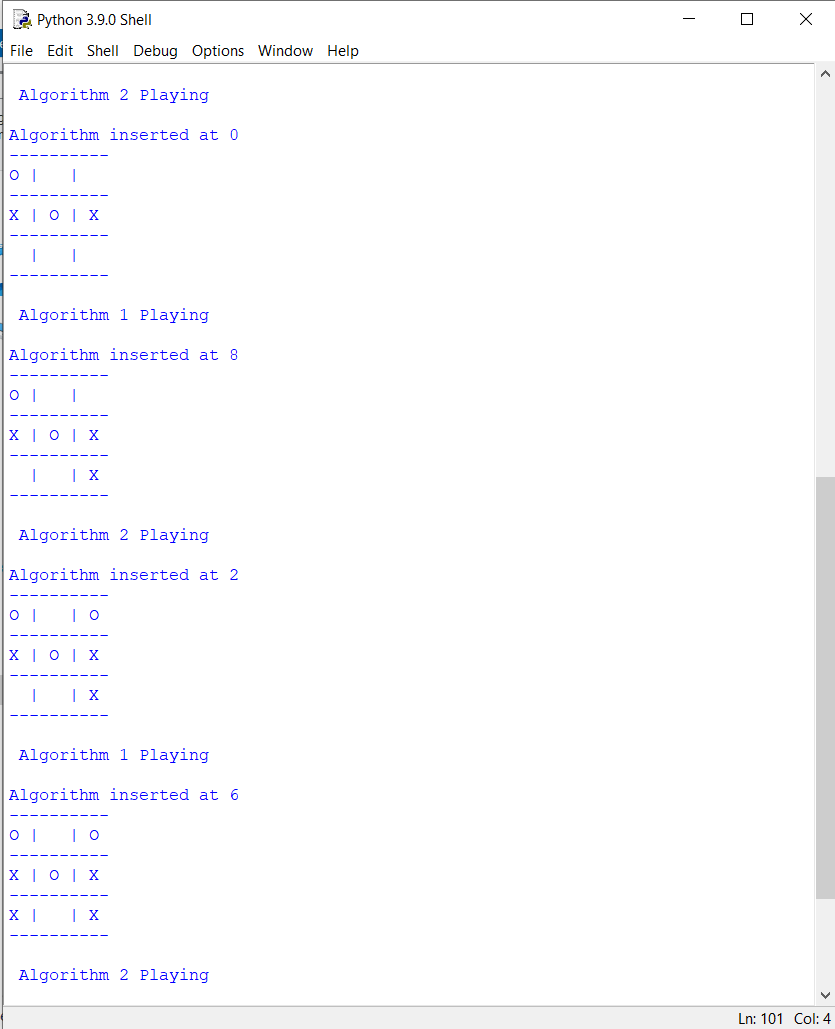 Python 3.9.0 Shell
File Edit Shell Debug Options Window Help
Algorithm 2 Playing
Algorithm inserted at 0
----------
O |   |
----------
X | O | X
----------
  |   |
----------
Algorithm 1 Playing
Algorithm inserted at 8
----------
O |   |
----------
X | O | X
----------
  |   | X
----------
Algorithm 2 Playing
Algorithm inserted at 2
----------
O |   | O
----------
X | O | X
----------
  |   | X
----------
Algorithm 1 Playing
Algorithm inserted at 6
----------
O |   | O
----------
X | O | X
----------
X |   | X
----------
Algorithm 2 Playing
Ln: 101 Col: 4